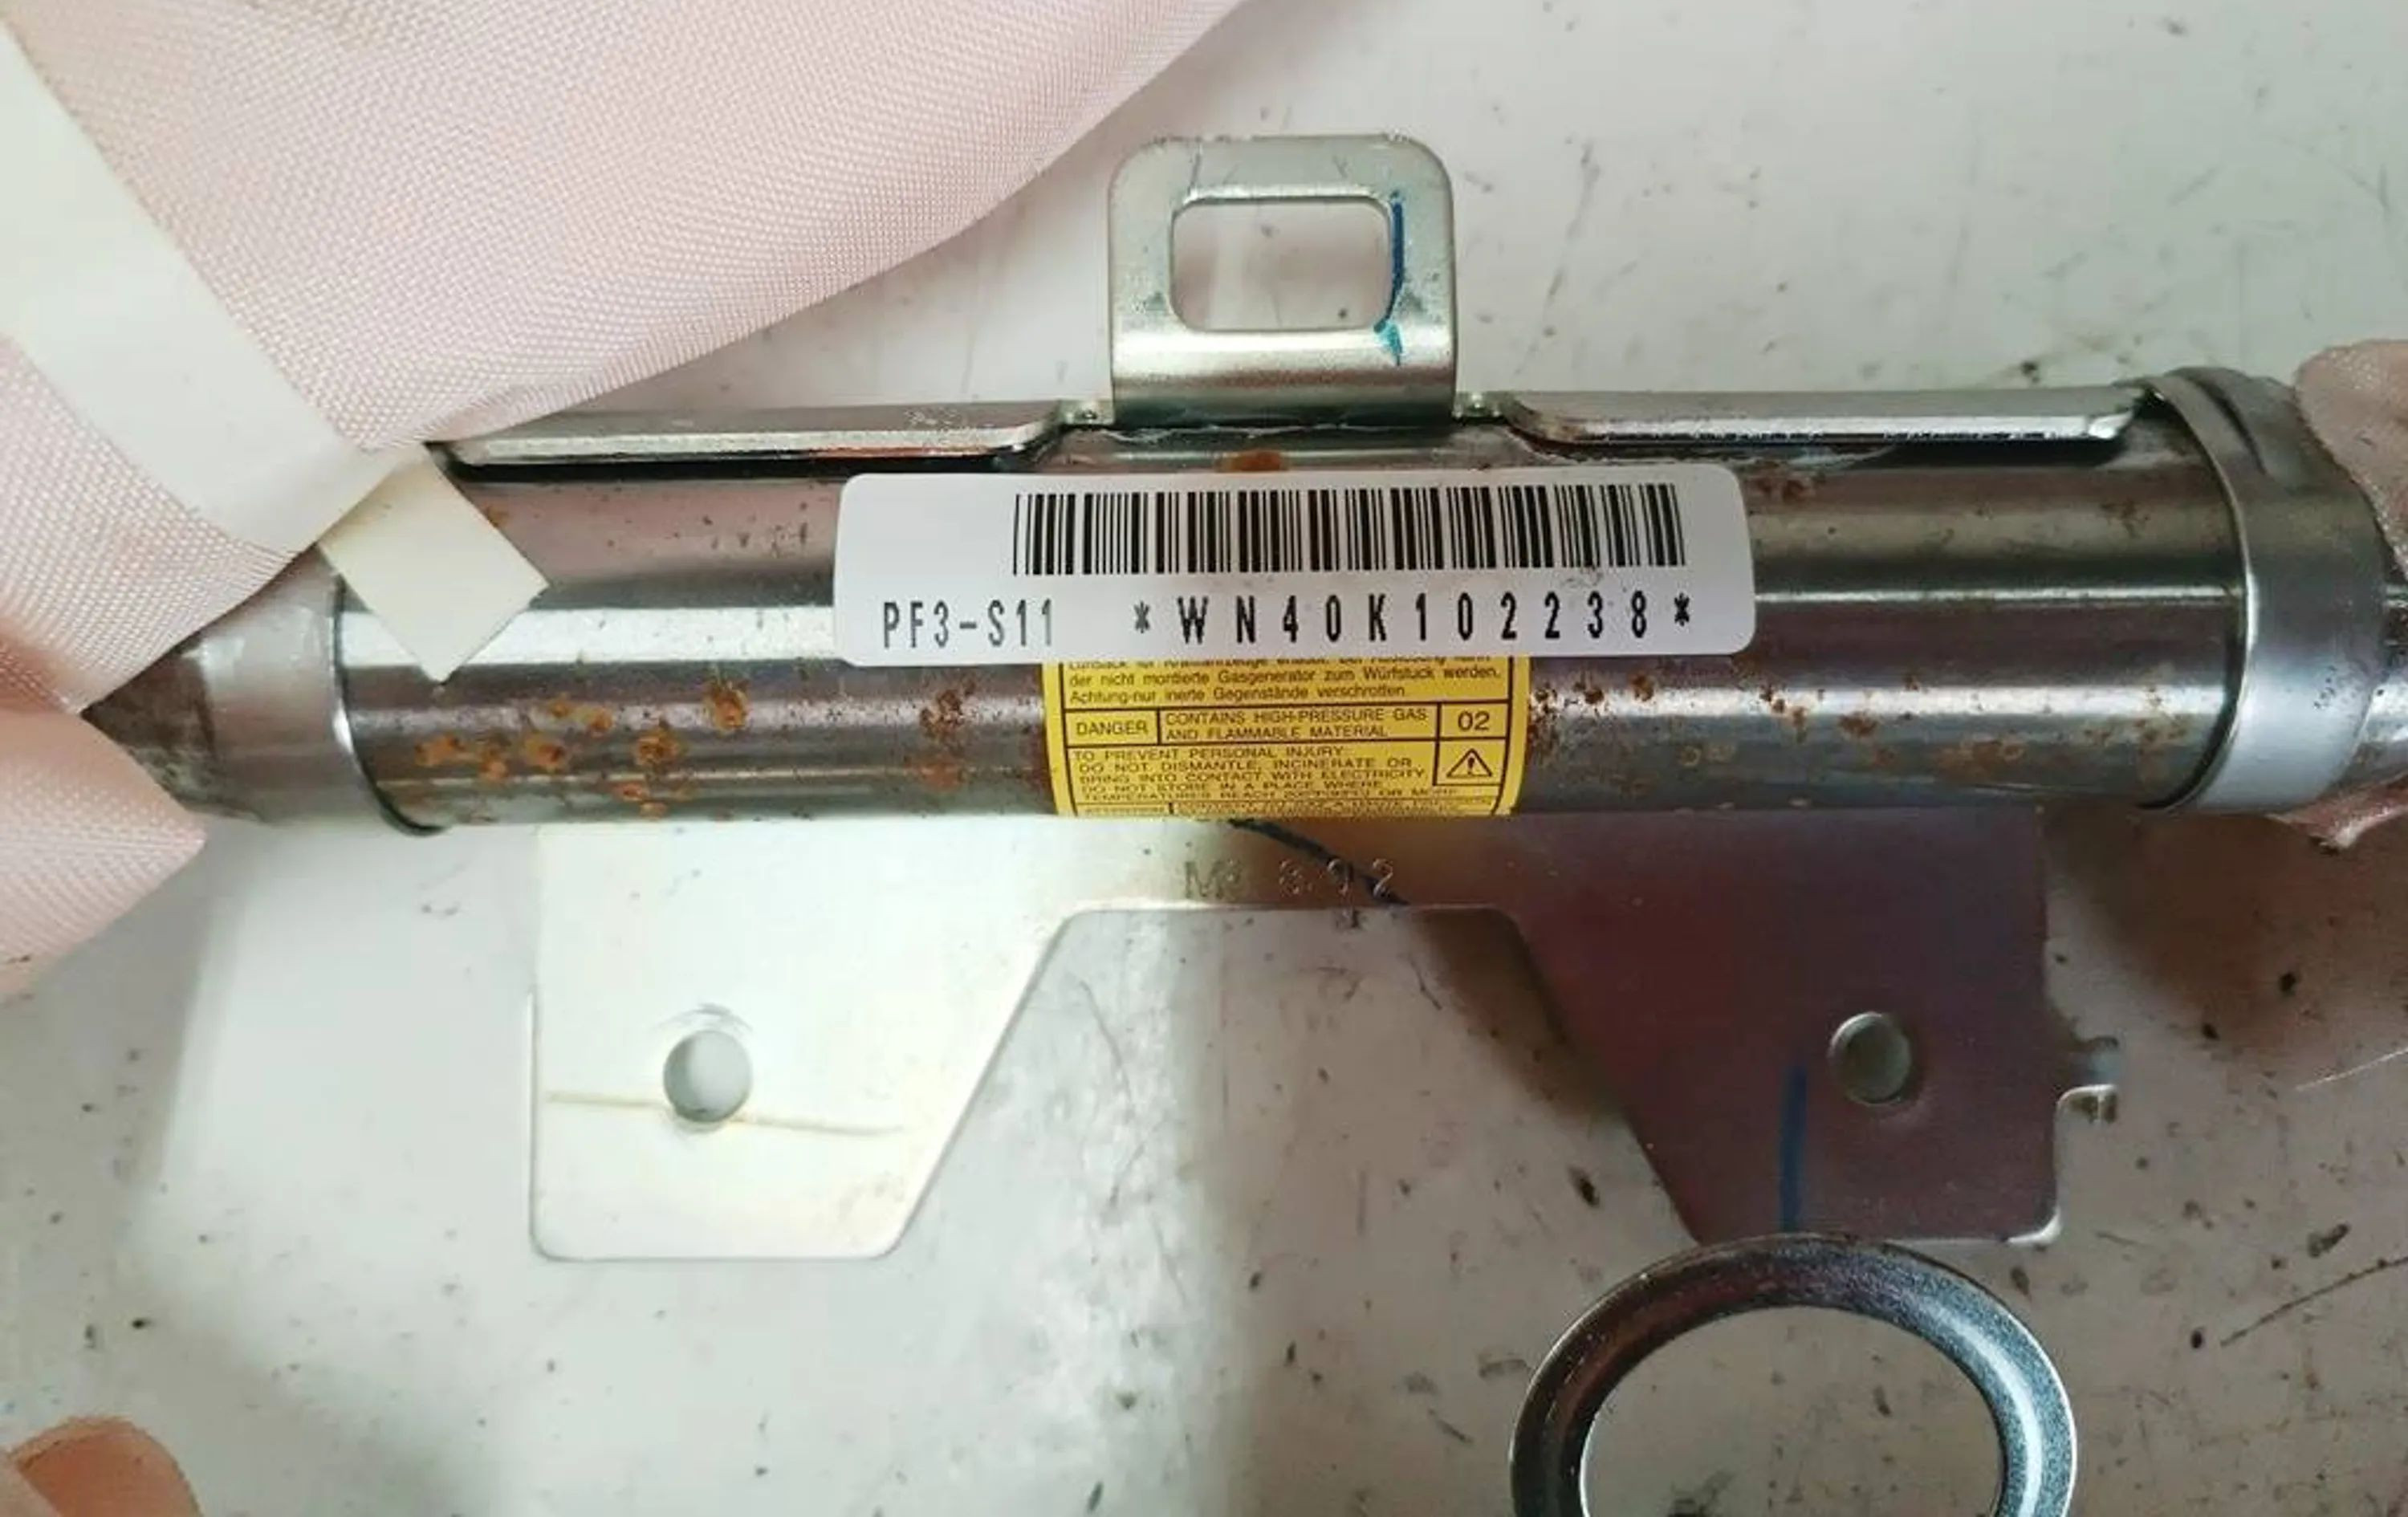 PF3-S11 *WN40K102238*
der nicht montierte Gasgenerator zum Würfstuck werden.
Achtung-nur inerte Gegenstände verschrotten
DANGER CONTAINS HIGH-PRESSURE GAS 02
AND FLAMMABLE MATERIAL
TO PREVENT PERSONAL INJURY:
DO NOT DISMANTLE, INCINERATE OR
BRING INTO CONTACT WITH ELECTRICITY.
DO NOT STORE IN A PLACE WHERE